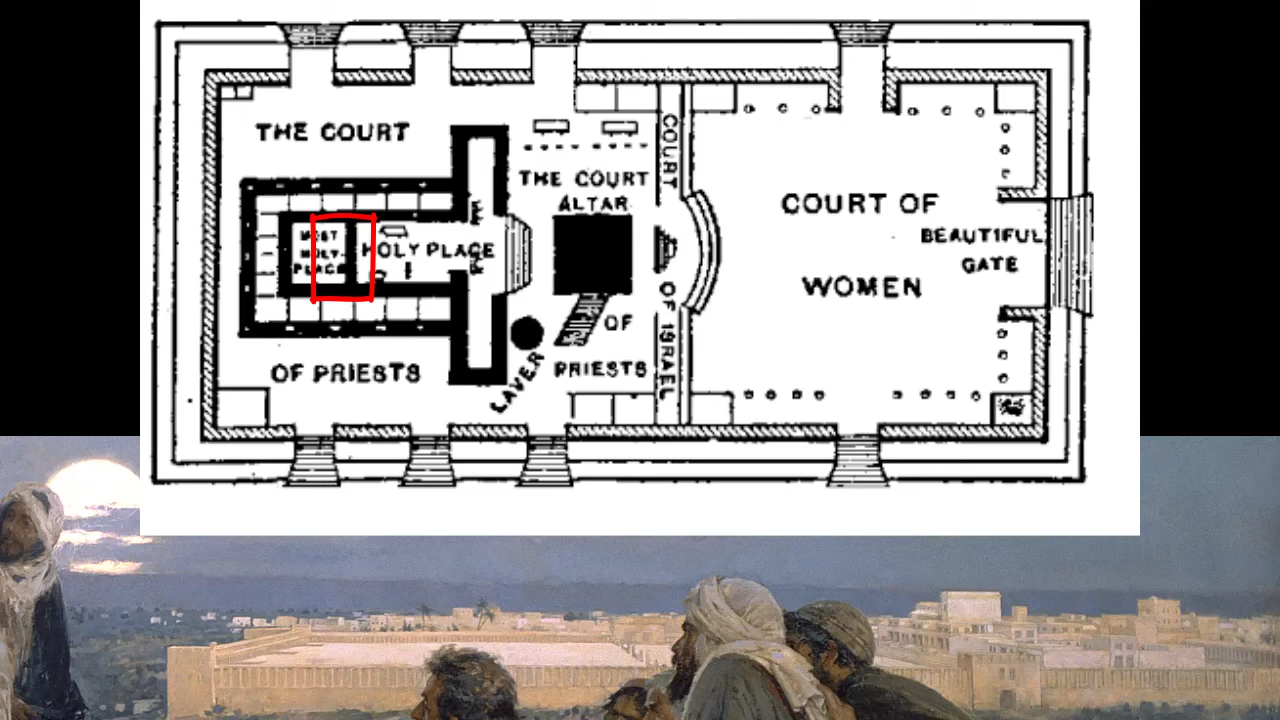 THE COURT
OF PRIESTS
MOST
HOLY
PLACE
HOLY PLACE
THE COURT
ALTAR
OF
PRIESTS
LAVER
COURT
OF ISRAEL
COURT OF
WOMEN
BEAUTIFUL
GATE